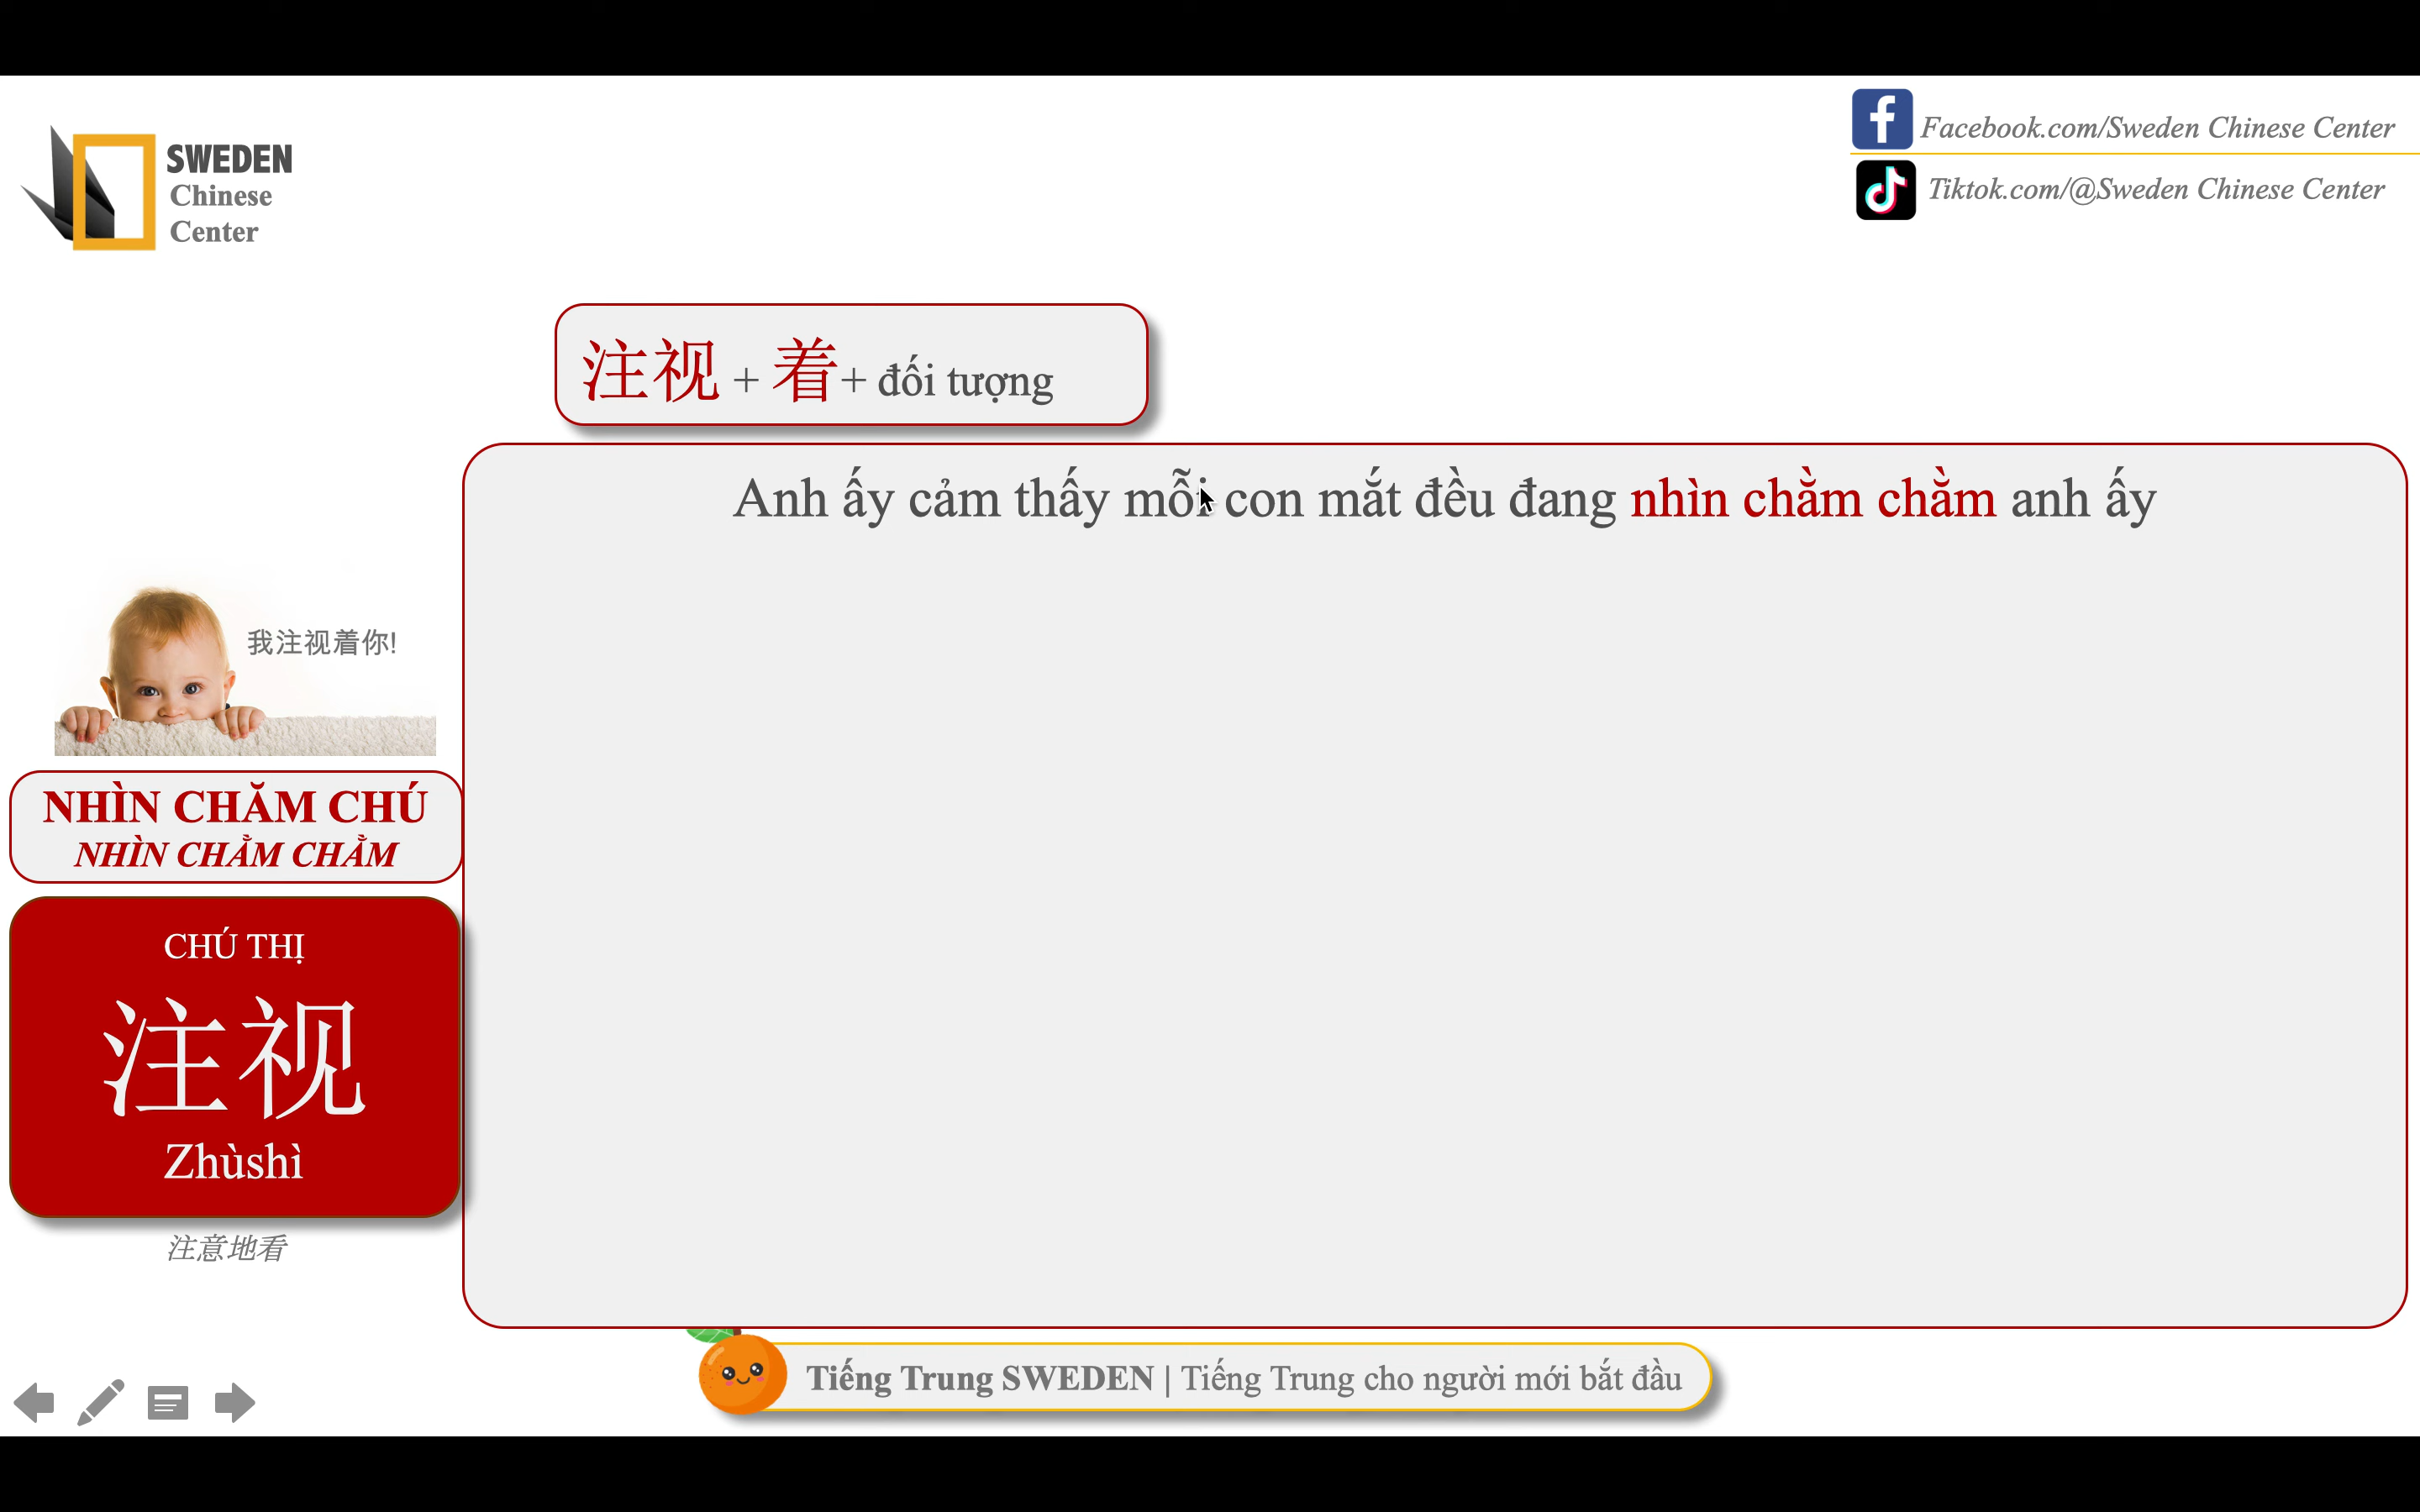 SWEDEN
Chinese
Center
Facebook.com/Sweden Chinese Center
Tiktok.com/@Sweden Chinese Center
注视 + 着+ đối tượng
Anh ấy cảm thấy mỗi con mắt đều đang nhìn chằm chằm anh ấy
我注视着你!
NHÌN CHĂM CHÚ
NHÌN CHẰM CHẰM
CHÚ THỊ
注视
Zhùshì
注意地看
Tiếng Trung SWEDEN | Tiếng Trung cho người mới bắt đầu